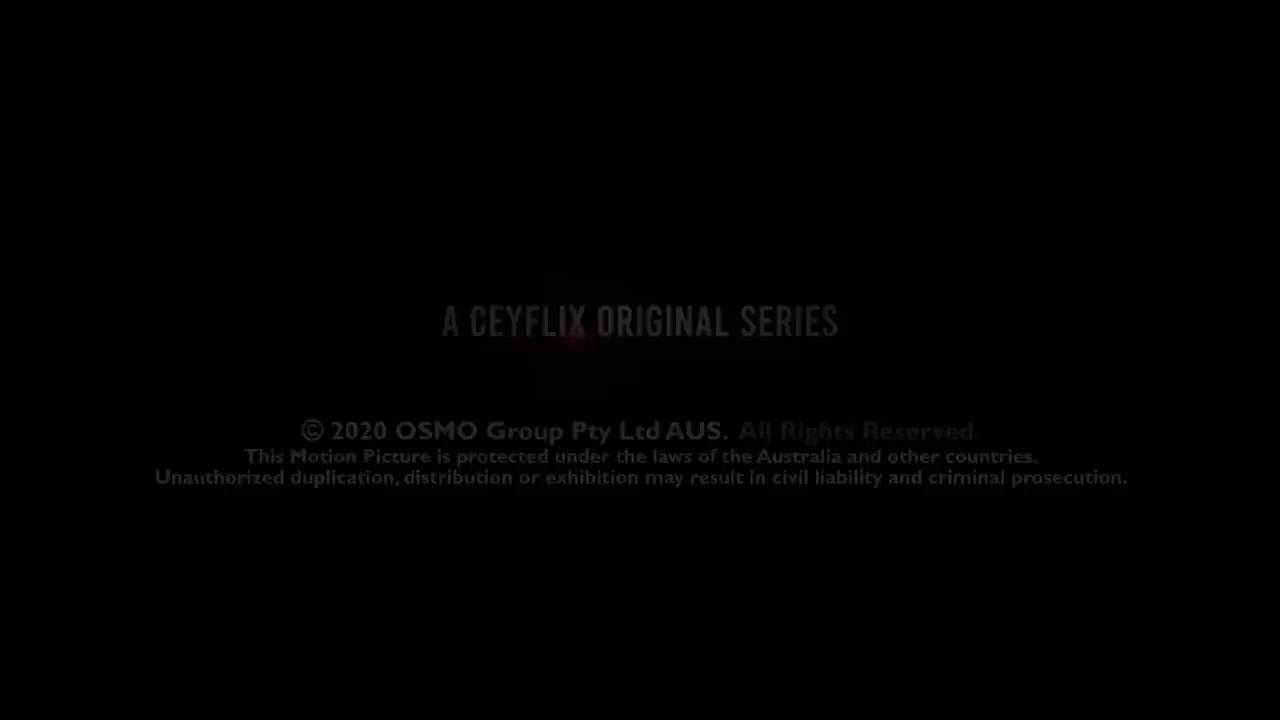 A CEYFLIX ORIGINAL SERIES
© 2020 OSMO Group Pty Ltd AUS. All Rights Reserved.
This Motion Picture is protected under the laws of the Australia and other countries.
Unauthorized duplication, distribution or exhibition may result in civil liability and criminal prosecution.